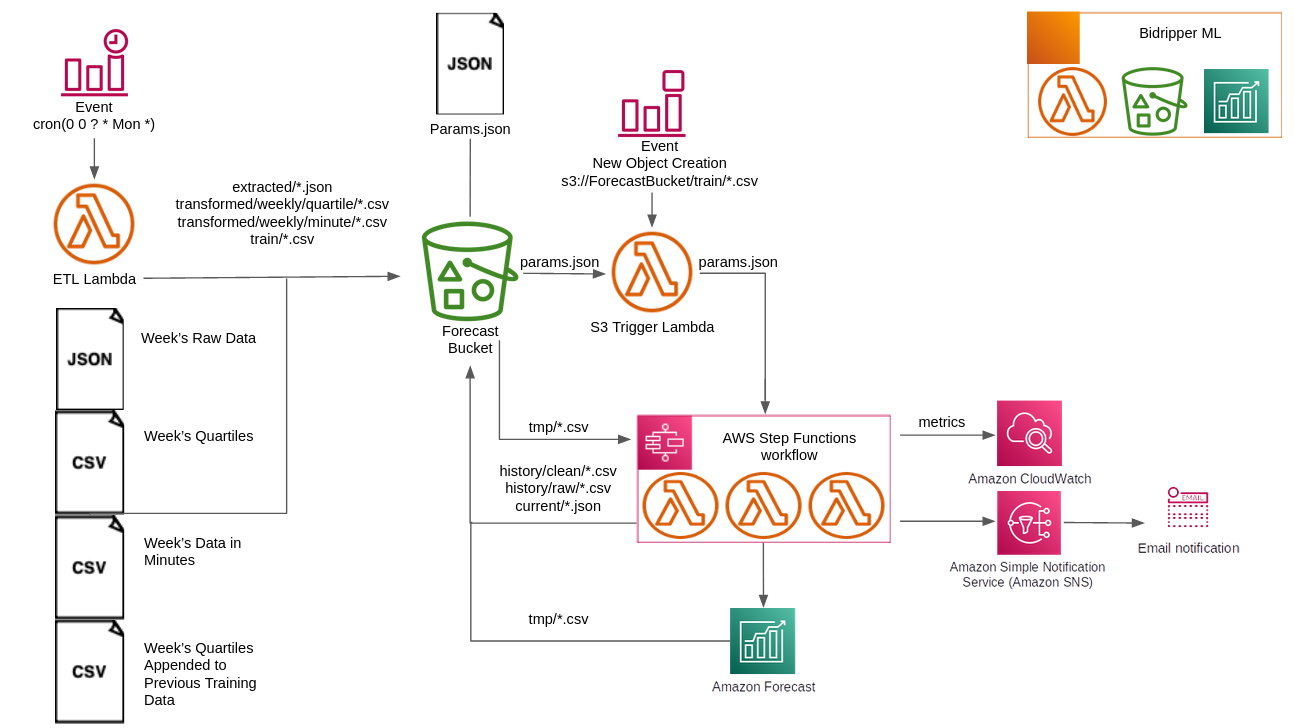 Event
cron(0 0 ? * Mon *)
ETL Lambda
extracted/*.json
transformed/weekly/quartile/*.csv
transformed/weekly/minute/*.csv
train/*.csv
JSON
Week's Raw Data
CSV
Week's Quartiles
CSV
Week's Data in
Minutes
CSV
Week's Quartiles
Appended to
Previous Training
Data
JSON
Params.json
Forecast
Bucket
params.json
Event
New Object Creation
s3://ForecastBucket/train/*.csv
S3 Trigger Lambda
params.json
tmp/*.csv
history/clean/*.csv
history/raw/*.csv
current/*.json
AWS Step Functions
workflow
tmp/*.csv
Amazon Forecast
metrics
Amazon CloudWatch
Amazon Simple Notification
Service (Amazon SNS)
EMAIL
Email notification
Bidripper ML